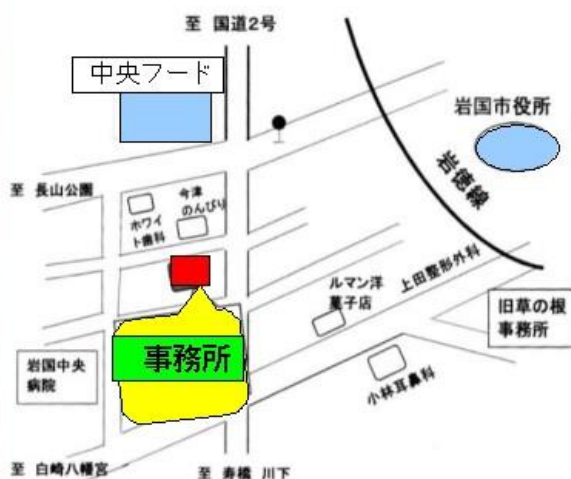 至 国道2号
中央フード
岩国市役所
岩徳線
至 長山公園
今津
のんびり
ホワイ
ト歯科
上田整形外科
ルマン洋
菓子店
旧草の根
事務所
事務所
岩国中央
病院
小林耳鼻科
至 白崎八幡宮
至 寿橋 川下